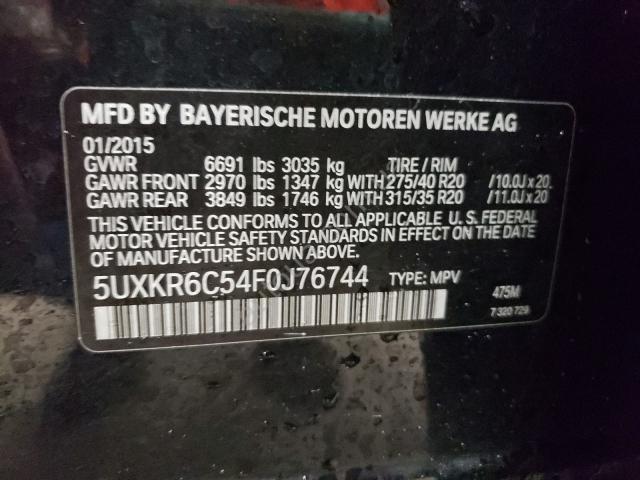 MFD BY BAYERISCHE MOTOREN WERKE AG
01/2015
GVWR 6691 lbs 3035 kg TIRE / RIM
GAWR FRONT 2970 lbs 1347 kg WITH 275/40 R20 / 10.0J x 20
GAWR REAR 3849 lbs 1746 kg WITH 315/35 R20 / 11.0J x 20
THIS VEHICLE CONFORMS TO ALL APPLICABLE U. S. FEDERAL
MOTOR VEHICLE SAFETY STANDARDS IN EFFECT ON THE DATE
OF MANUFACTURE SHOWN ABOVE.
5UXKR6C54F0J76744 TYPE: MPV
475M
7 320 729